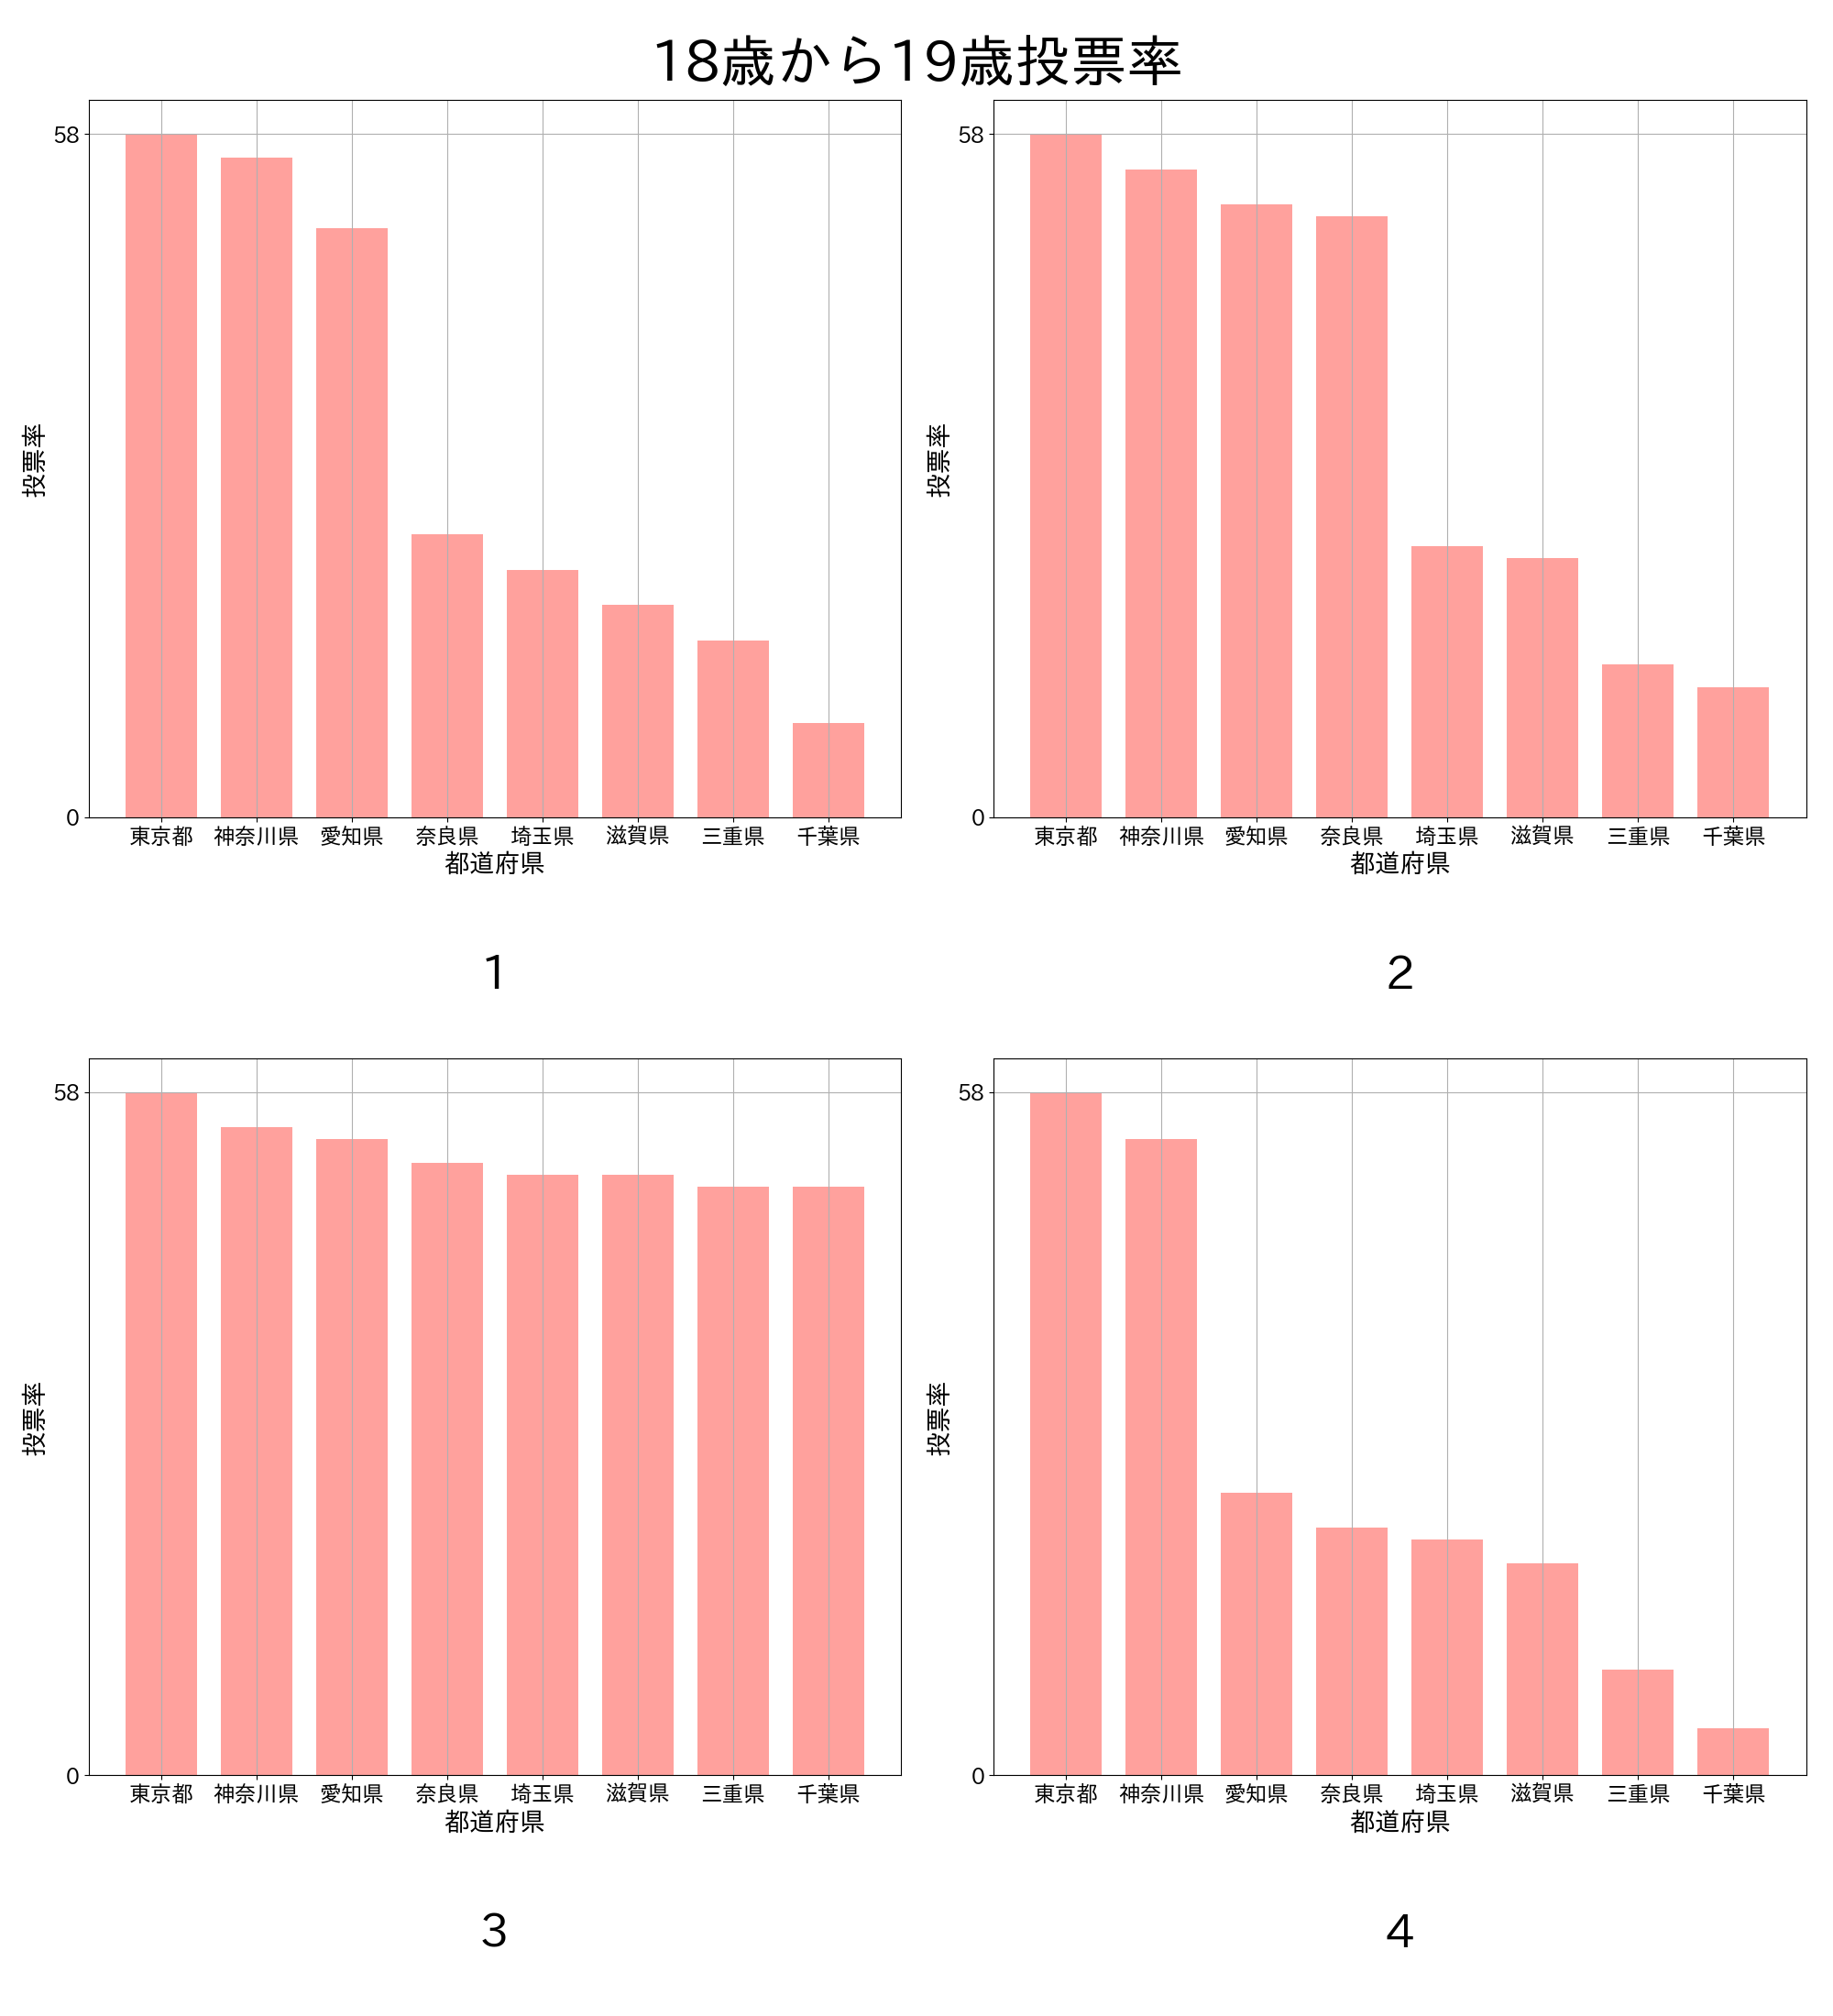 18歳から19歳投票率
58
0
投票率
東京都 神奈川県 愛知県 奈良県 埼玉県 滋賀県 三重県 千葉県
都道府県
1
58
0
投票率
東京都 神奈川県 愛知県 奈良県 埼玉県 滋賀県 三重県 千葉県
都道府県
2
58
0
投票率
東京都 神奈川県 愛知県 奈良県 埼玉県 滋賀県 三重県 千葉県
都道府県
3
58
0
投票率
東京都 神奈川県 愛知県 奈良県 埼玉県 滋賀県 三重県 千葉県
都道府県
4